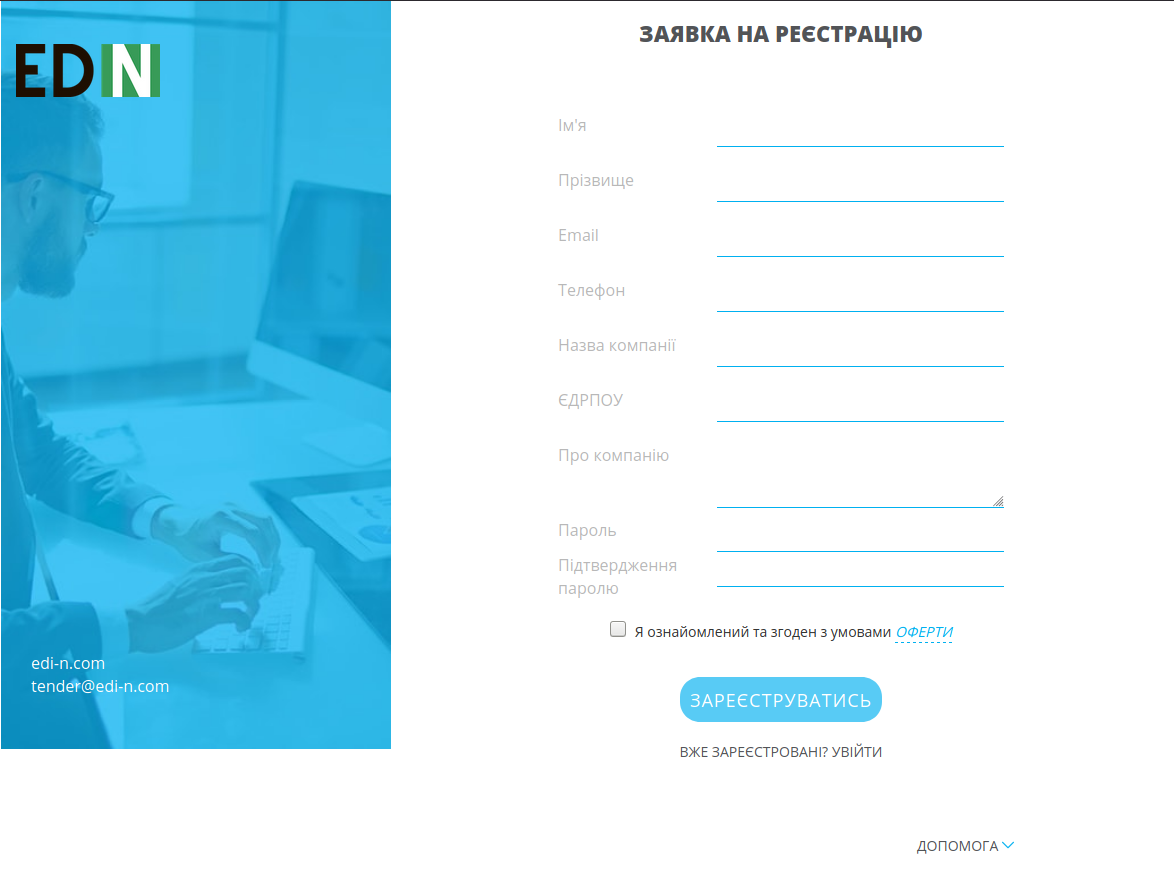 EDIN
ЗАЯВКА НА РЕЄСТРАЦІЮ
Ім'я
Прізвище
Email
Телефон
Назва компанії
ЄДРПОУ
Про компанію
Пароль
Підтвердження
паролю
Я ознайомлений та згоден з умовами ОФЕРТИ
ЗАРЕЄСТРУВАТИСЬ
ВЖЕ ЗАРЕЄСТРОВАНІ? УВІЙТИ
edi-n.com
tender@edi-n.com
ДОПОМОГА